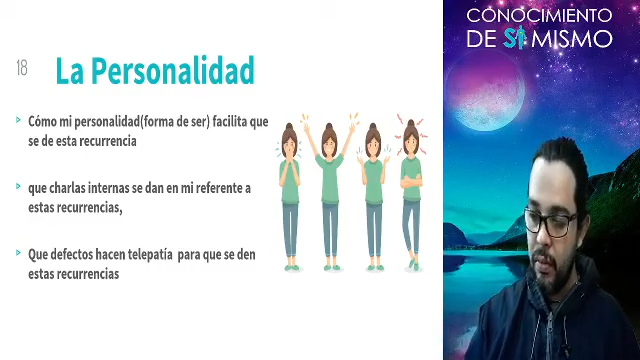 18
La Personalidad
Cómo mi personalidad(forma de ser) facilita que
se de esta recurrencia
que charlas internas se dan en mi referente a
estas recurrencias,
Que defectos hacen telepatía para que se den
estas recurrencias
CONOCIMIENTO
DE SÍ MISMO